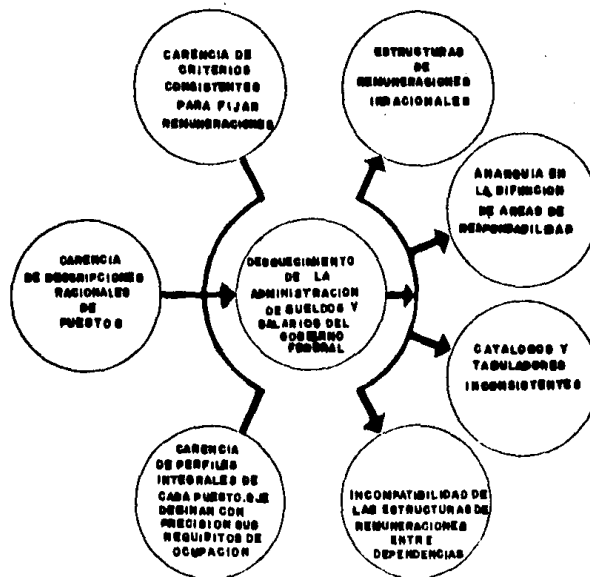 CARENCIA DE
CRITERIOS
CONSISTENTES
PARA FIJAR
REMUNERACIONES
ESTRUCTURAS
DE
REMUNERACIONES
IRRACIONALES
ANARQUIA EN
LA DIFUNCION
DE AREAS DE
RESPONSABILIDAD
CARENCIA
DE DESCRIPCIONES
RACIONALES
DE
PUESTOS
DESQUECIMIENTO
DE LA
ADMINISTRACION
DE SUELDOS Y
SALARIOS DEL
GOBIERNO
FEDERAL
CATALOGOS Y
TABULADORES
INCONSISTENTES
CARENCIA
DE PERFILES
INTEGRALES DE
CADA PUESTO, QUE
DEFINAN CON
PRECISION SUS
REQUISITOS DE
OCUPACION
INCOMPATIBILIDAD DE
LAS ESTRUCTURAS DE
REMUNERACIONES
ENTRE
DEPENDENCIAS